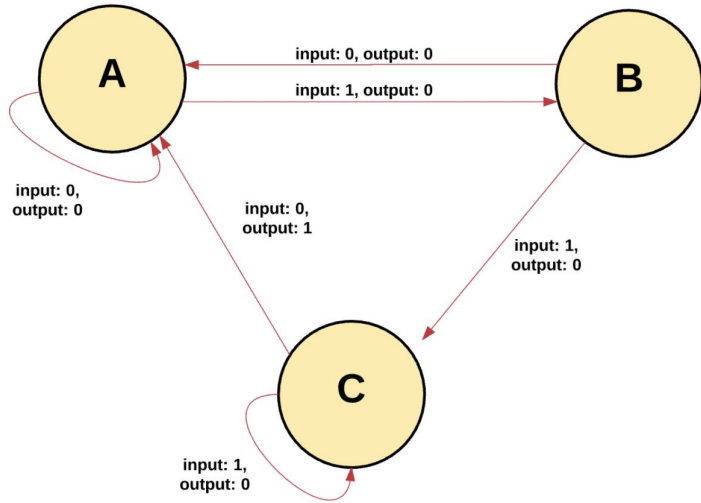 A
B
input: 0, output: 0
input: 1, output: 0
input: 0,
output: 0
input: 0,
output: 1
input: 1,
output: 0
C
input: 1,
output: 0